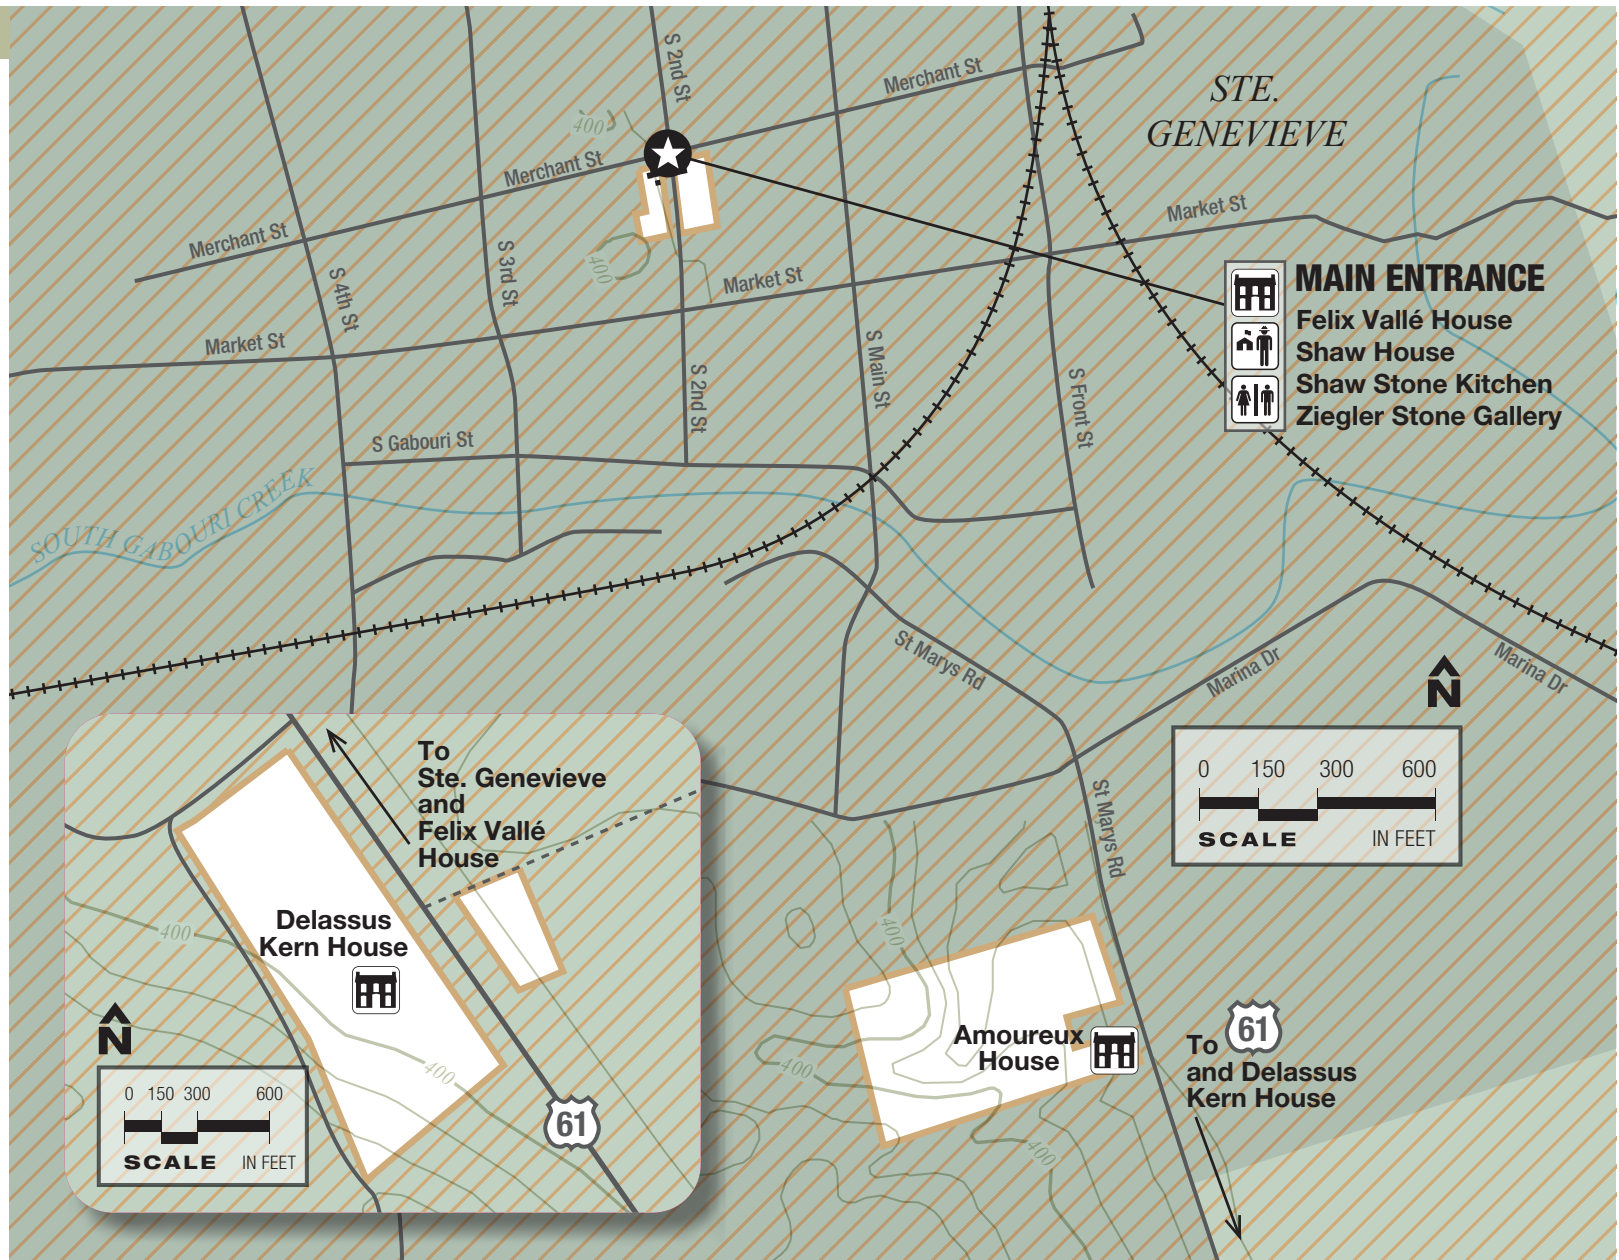 S 2nd St
Merchant St
STE.
GENEVIEVE
400
Merchant St
Market St
Merchant St
S 3rd St
400
Market St
S 4th St
MAIN ENTRANCE
Felix Vallé House
Shaw House
Shaw Stone Kitchen
Ziegler Stone Gallery
Market St
S Main St
S 2nd St
S Front St
S Gabouri St
SOUTH GABOURI CREEK
St Marys Rd
Marina Dr
Marina Dr
N
0 150 300 600
SCALE IN FEET
St Marys Rd
To
Ste. Genevieve
and
Felix Vallé
House
Delassus
Kern House
400
400
N
0 150 300 600
SCALE IN FEET
61
400
Amoureux
House
400
400
To 61
and Delassus
Kern House